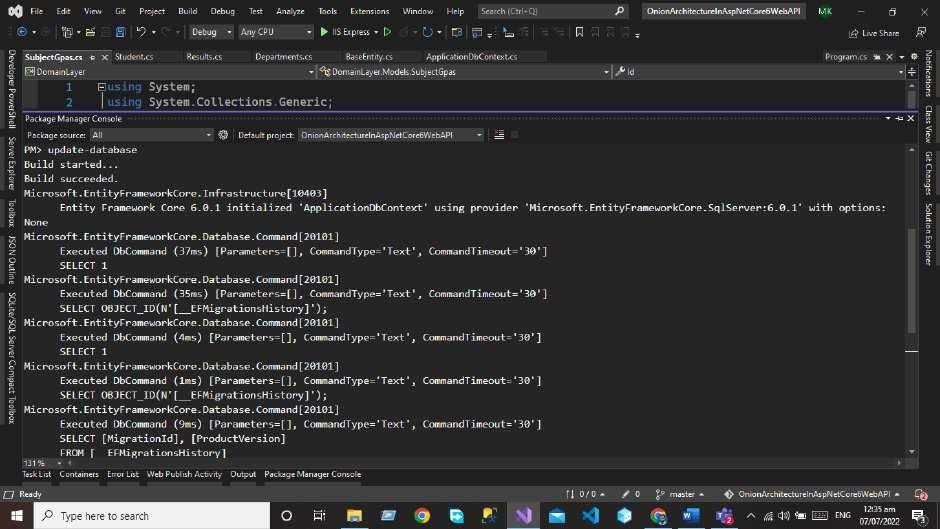 File Edit View Git Project Build Debug Test Analyze Tools Extensions Window Help Search (Ctrl+Q) OnionArchitectureInAspNetCore6WebAPI MK
Debug Any CPU IIS Express Live Share
SubjectGpas.cs Student.cs Results.cs Departments.cs BaseEntity.cs ApplicationDbContext.cs Program.cs
DomainLayer DomainLayer.Models.SubjectGpas Id
1 using System;
2 using System.Collections.Generic;
Package Manager Console
Package source: All Default project: OnionArchitectureInAspNetCore6WebAPI
PM> update-database
Build started...
Build succeeded.
Microsoft.EntityFrameworkCore.Infrastructure[10403]
Entity Framework Core 6.0.1 initialized 'ApplicationDbContext' using provider 'Microsoft.EntityFrameworkCore.SqlServer:6.0.1' with options:
None
Microsoft.EntityFrameworkCore.Database.Command[20101]
Executed DbCommand (37ms) [Parameters=[], CommandType='Text', CommandTimeout='30']
SELECT 1
Microsoft.EntityFrameworkCore.Database.Command[20101]
Executed DbCommand (35ms) [Parameters=[], CommandType='Text', CommandTimeout='30']
SELECT OBJECT_ID(N'[__EFMigrationsHistory]');
Microsoft.EntityFrameworkCore.Database.Command[20101]
Executed DbCommand (4ms) [Parameters=[], CommandType='Text', CommandTimeout='30']
SELECT 1
Microsoft.EntityFrameworkCore.Database.Command[20101]
Executed DbCommand (1ms) [Parameters=[], CommandType='Text', CommandTimeout='30']
SELECT OBJECT_ID(N'[__EFMigrationsHistory]');
Microsoft.EntityFrameworkCore.Database.Command[20101]
Executed DbCommand (9ms) [Parameters=[], CommandType='Text', CommandTimeout='30']
SELECT [MigrationId], [ProductVersion]
FROM [__EFMigrationsHistory]
131 %
Task List Containers Error List Web Publish Activity Output Package Manager Console
Ready 0 / 0 0 master OnionArchitectureInAspNetCore6WebAPI 2
Type here to search ENG 12:35 pm
07/07/2022 3
Developer PowerShell
Server Explorer
Toolbox
JSON Outline
SQLite/SQL Server Compact Toolbox
Notifications
Class View
Git Changes
Solution Explorer